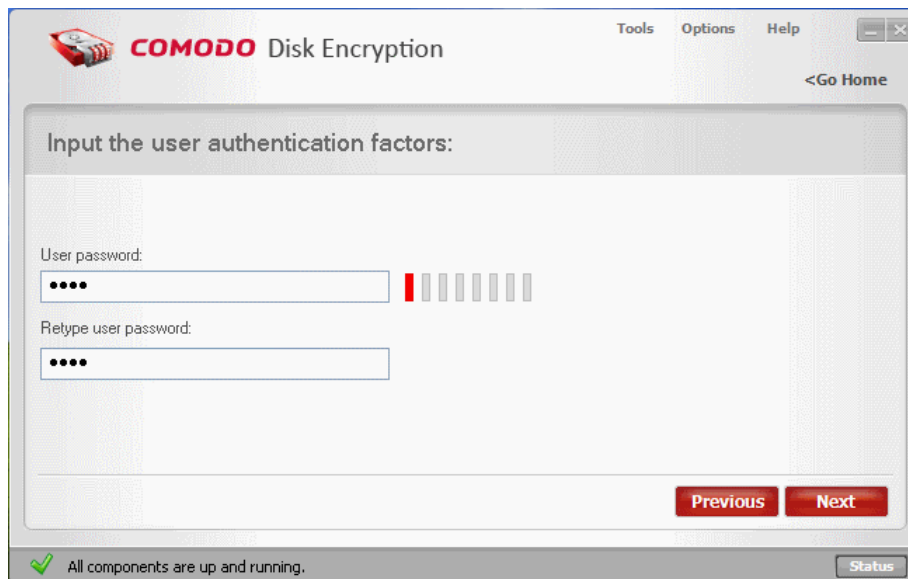 COMODO Disk Encryption
Tools Options Help
<Go Home
Input the user authentication factors:
User password:
••••
Retype user password:
••••
Previous Next
All components are up and running.
Status